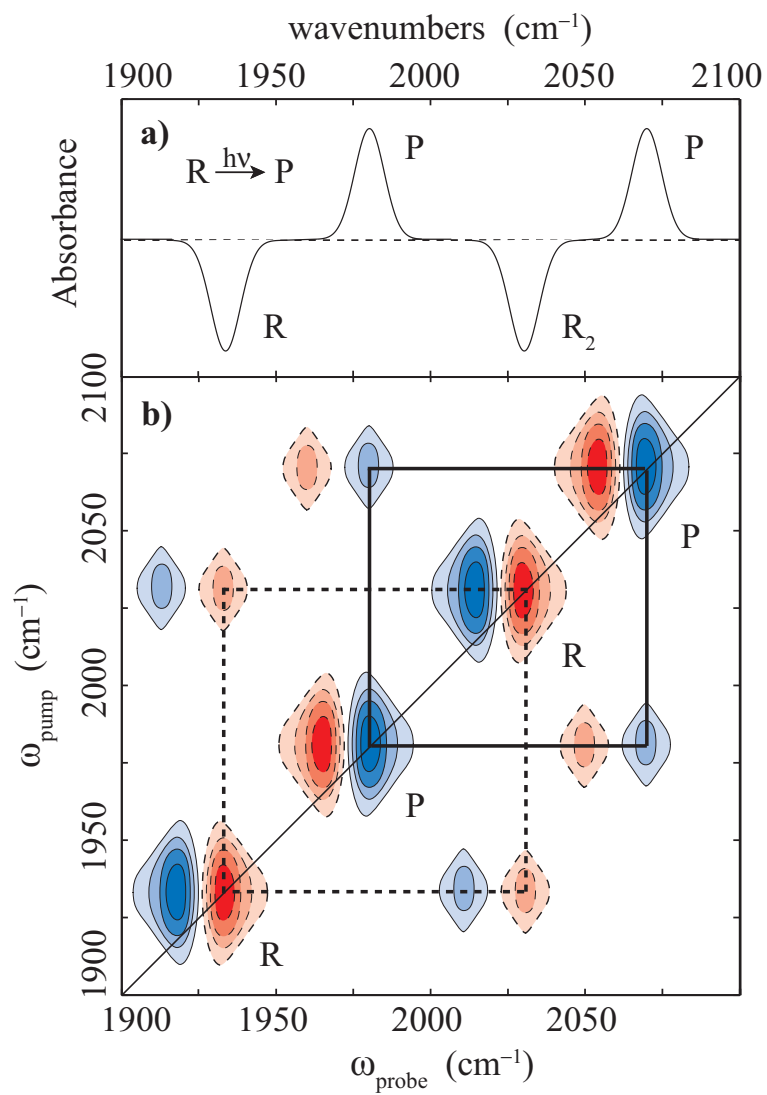 wavenumbers (cm⁻¹)
1900 1950 2000 2050 2100
a)
R hν→ P
P
P
Absorbance
R
R₂
b)
2100
2050
2000
1950
1900
P
R
P
R
ω_pump (cm⁻¹)
1900 1950 2000 2050
ω_probe (cm⁻¹)